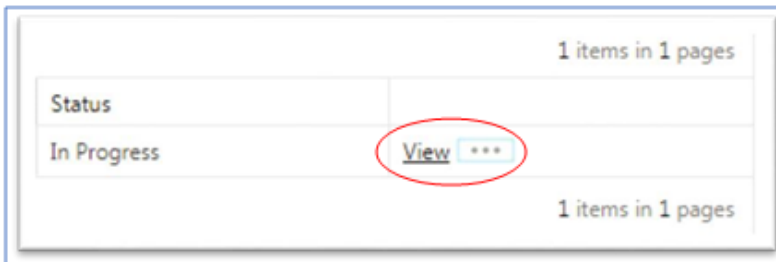 1 items in 1 pages
Status
In Progress View •••
1 items in 1 pages